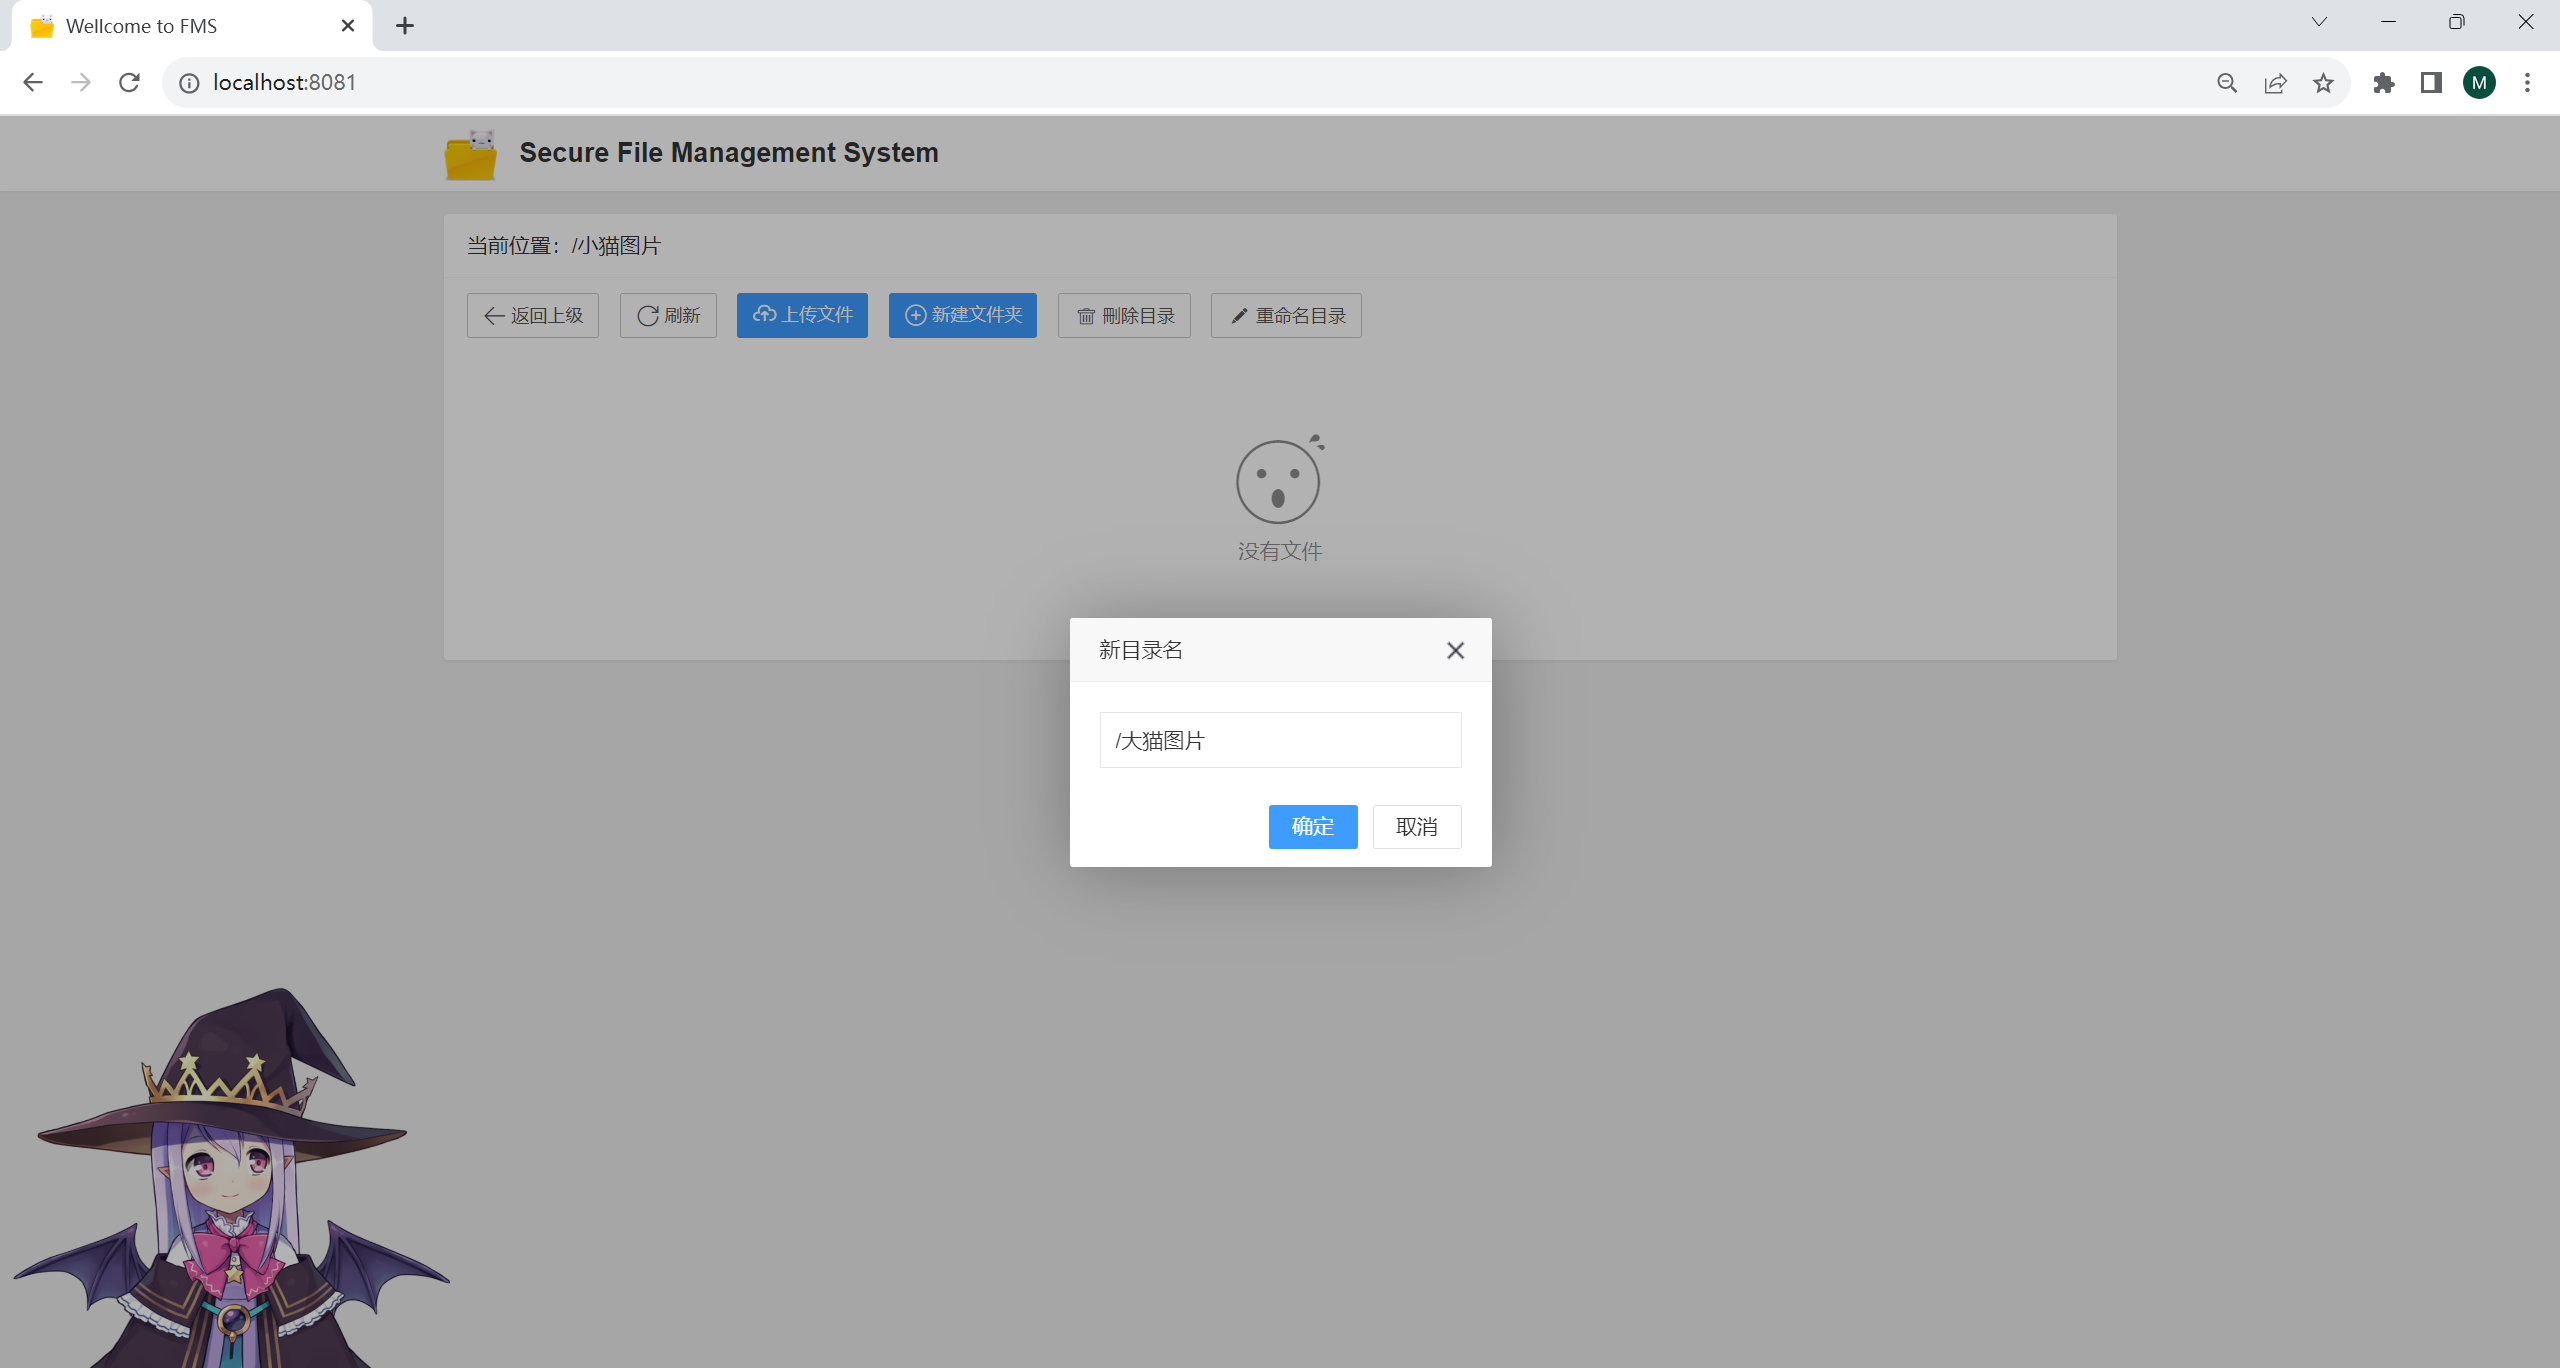 Wellcome to FMS
localhost:8081
M
Secure File Management System
当前位置：/小猫图片
返回上级 刷新 上传文件 新建文件夹 刪除目录 重命名目录
没有文件
新目录名
/大猫图片
确定 取消